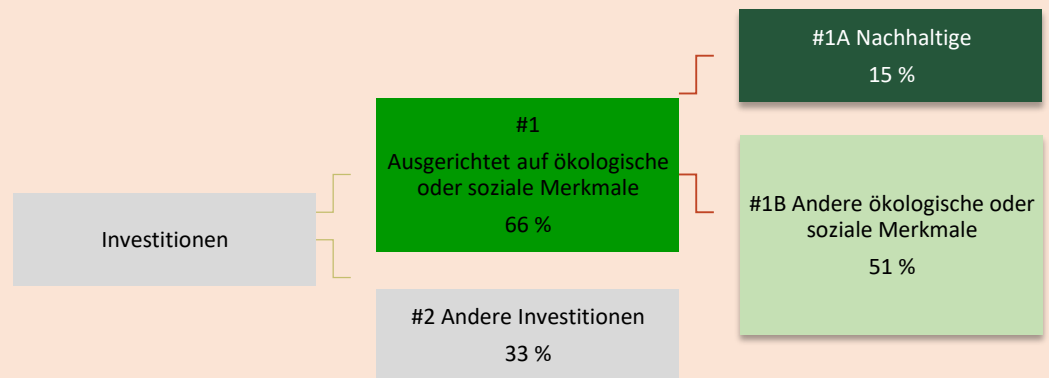 Investitionen
#1
Ausgerichtet auf ökologische
oder soziale Merkmale
66 %
#2 Andere Investitionen
33 %
#1A Nachhaltige
15 %
#1B Andere ökologische oder
soziale Merkmale
51 %